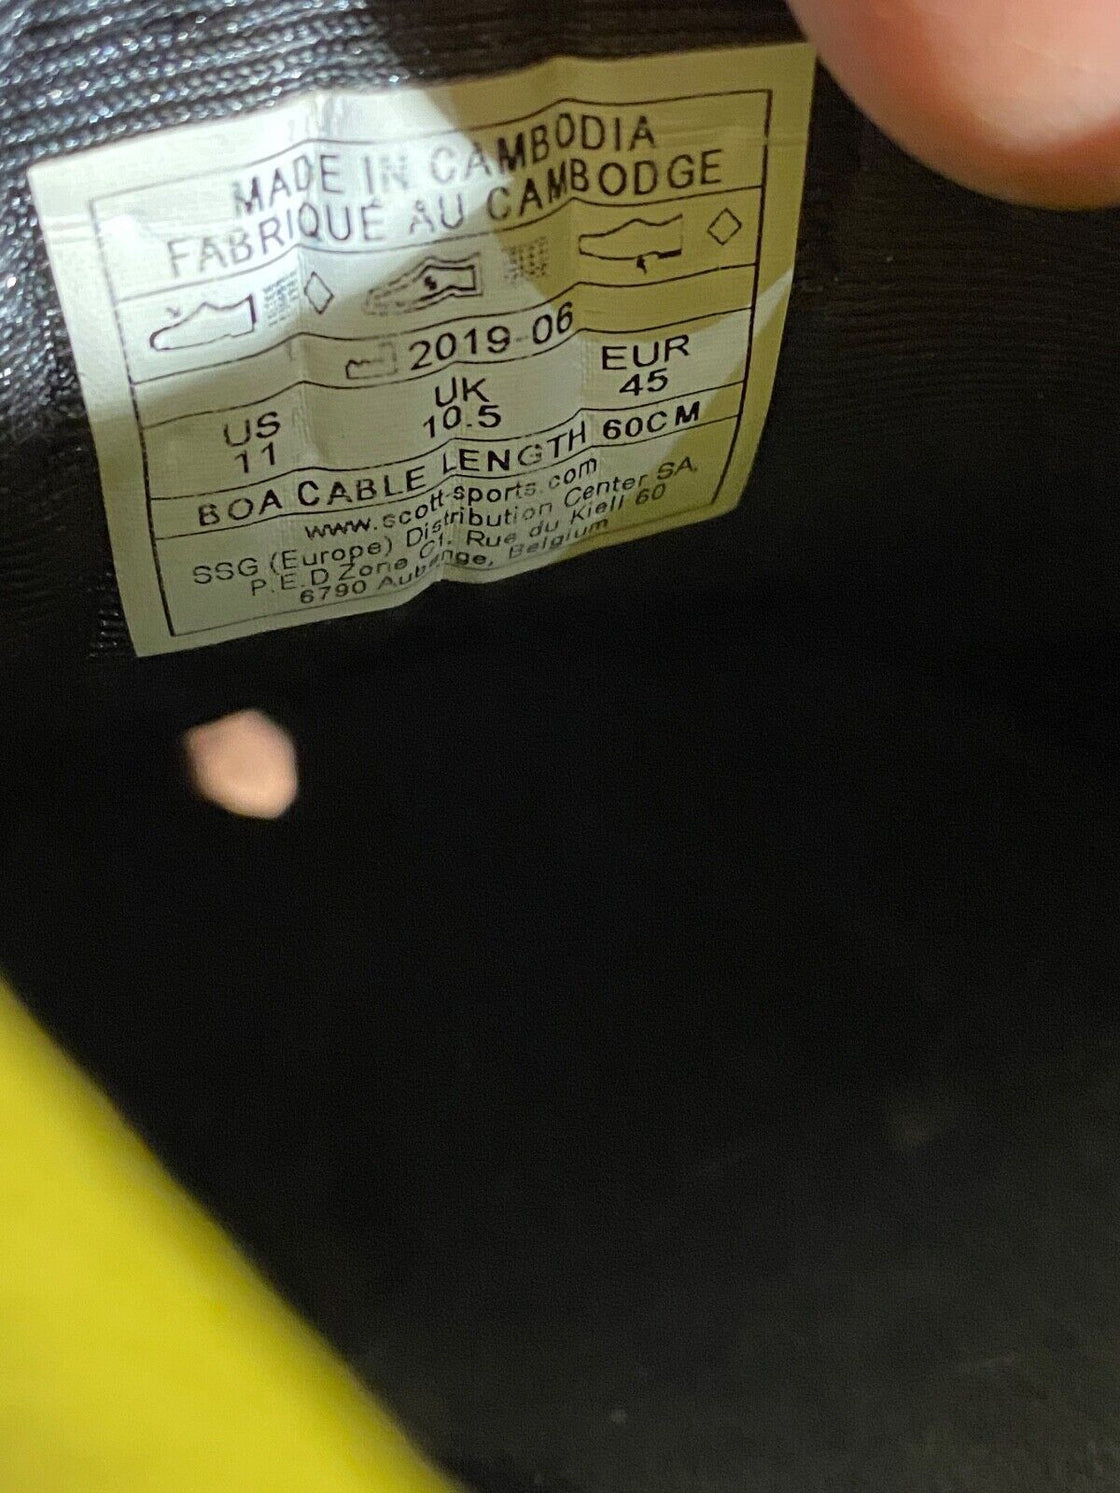 MADE IN CAMBODIA
FABRIQUÉ AU CAMBODGE
2019-06
US UK EUR
11 10.5 45
BOA CABLE LENGTH 60CM
www.scott-sports.com
SSG (Europe) Distribution Center SA,
P.E.D Zone C1, Rue du Kiell 60
6790 Aubange, Belgium